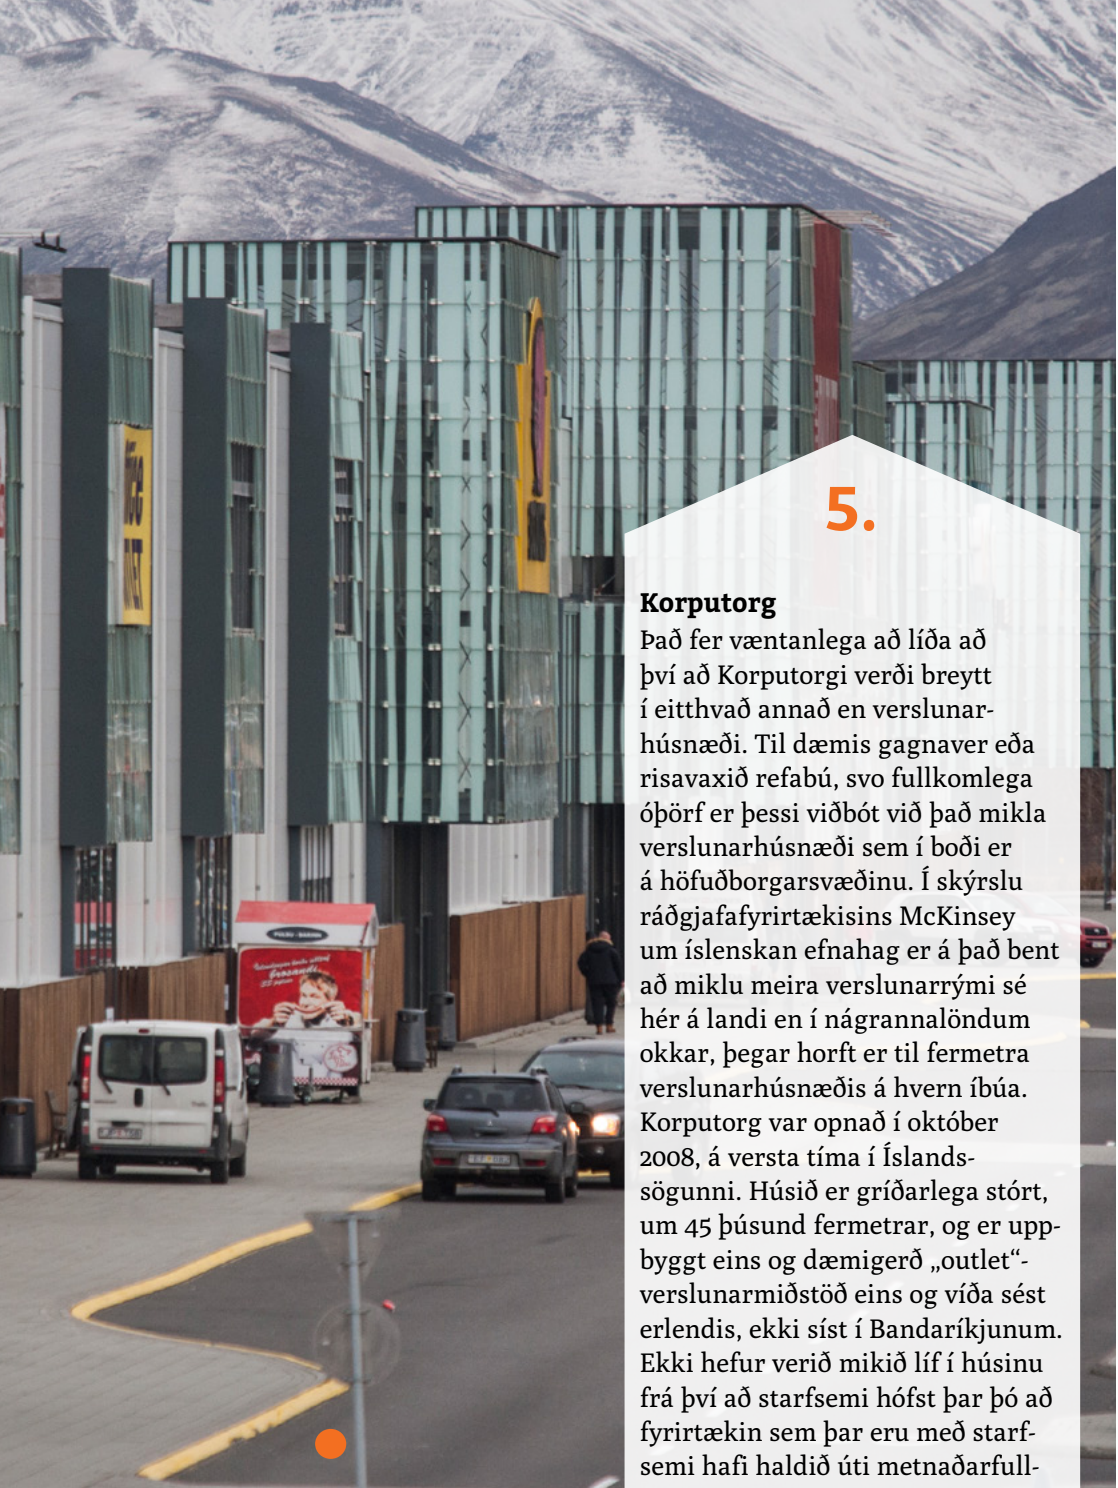 5.
Korputorg
Það fer væntanlega að líða að
því að Korputorgi verði breytt
í eitthvað annað en verslunar-
húsnæði. Til dæmis gagnaver eða
risavaxið refabú, svo fullkomlega
óþörf er þessi viðbót við það mikla
verslunarhúsnæði sem í boði er
á höfuðborgarsvæðinu. Í skýrslu
ráðgjafafyrirtækisins McKinsey
um íslenskan efnahag er á það bent
að miklu meira verslunarrými sé
hér á landi en í nágrannalöndum
okkar, þegar horft er til fermetra
verslunarhúsnæðis á hvern íbúa.
Korputorg var opnað í október
2008, á versta tíma í Íslands-
sögunni. Húsið er gríðarlega stórt,
um 45 þúsund fermetrar, og er upp-
byggt eins og dæmigerð „outlet“-
verslunarmiðstöð eins og víða sést
erlendis, ekki síst í Bandaríkjunum.
Ekki hefur verið mikið líf í húsinu
frá því að starfsemi hófst þar þó að
fyrirtækin sem þar eru með starf-
semi hafi haldið úti metnaðarfull-